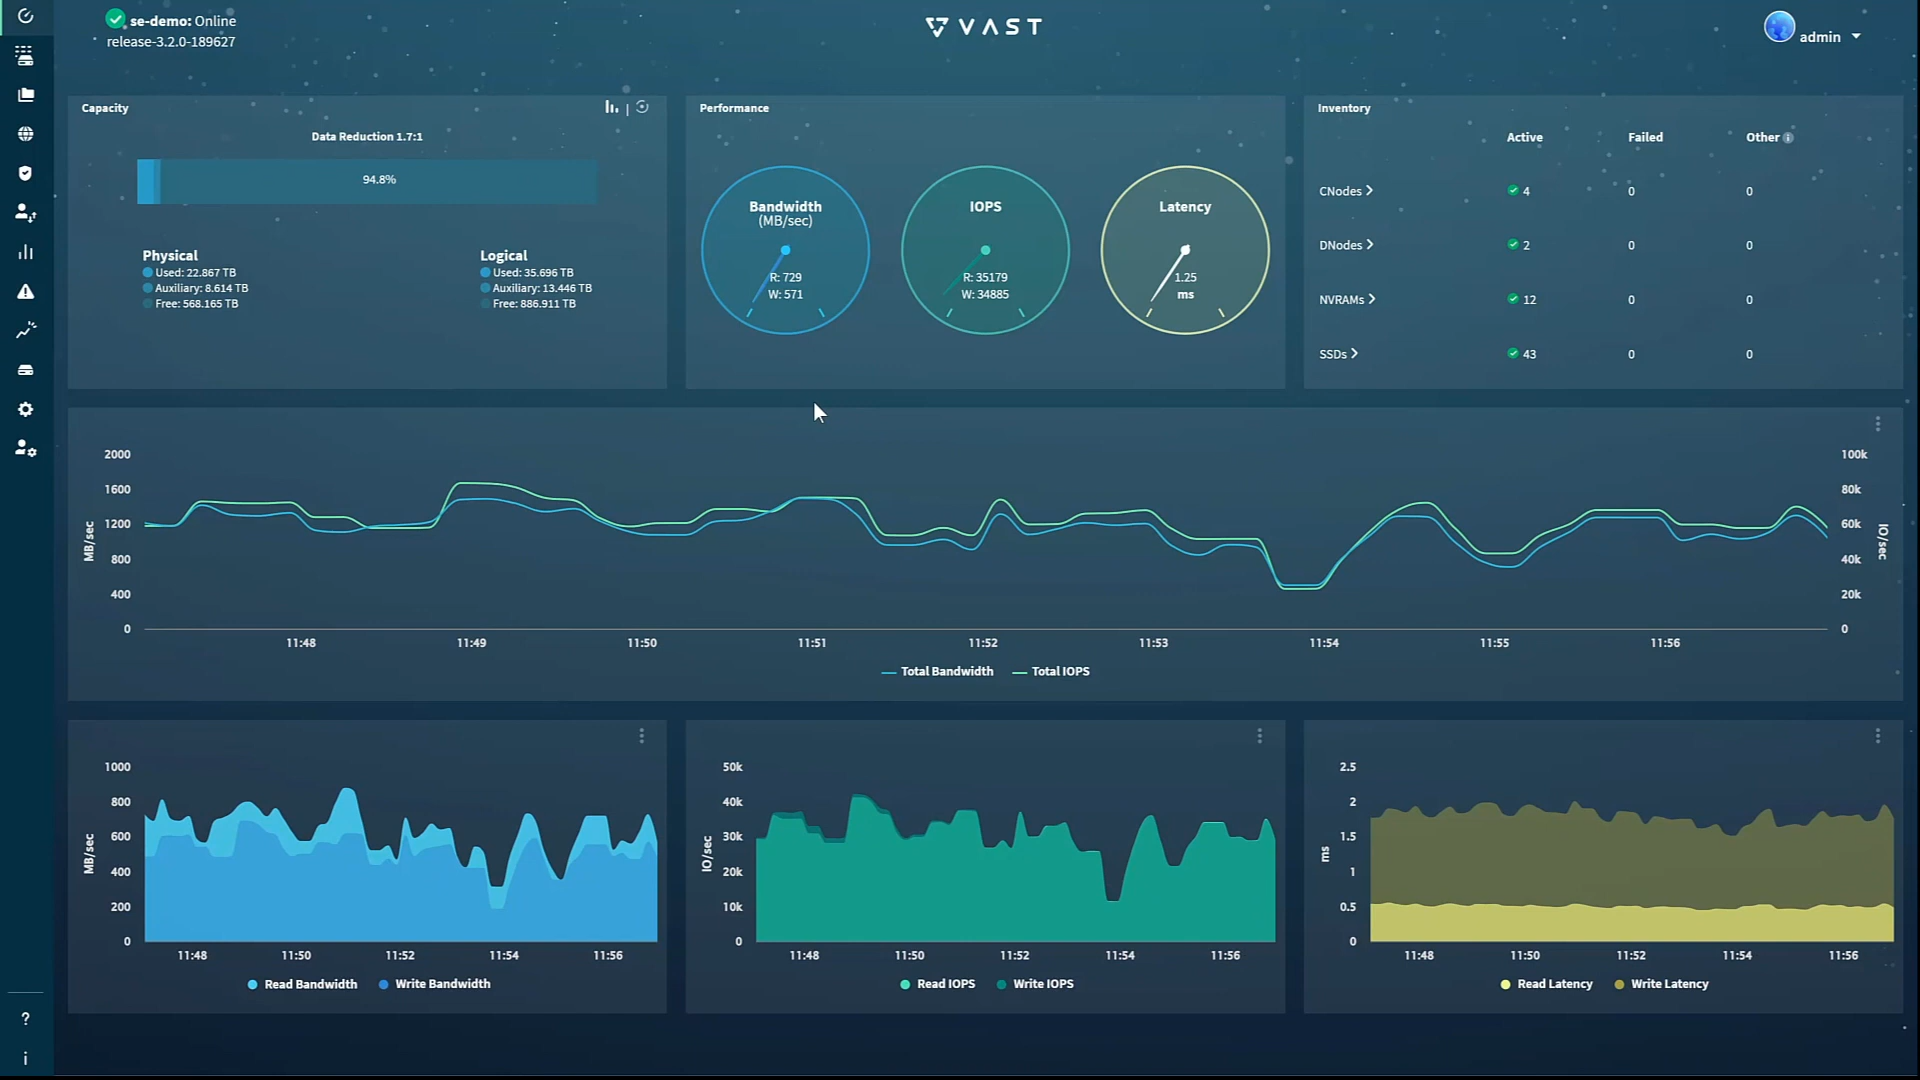 se-demo: Online
release-3.2.0-189627
VAST
admin
Capacity
Data Reduction 1.7:1
94.8%
Physical
Used: 22.867 TB
Auxiliary: 8.614 TB
Free: 568.165 TB
Logical
Used: 35.696 TB
Auxiliary: 13.446 TB
Free: 886.911 TB
Performance
Bandwidth
(MB/sec)
R: 729
W: 571
IOPS
R: 35179
W: 34885
Latency
1.25
ms
Inventory
Active Failed Other
CNodes 4 0 0
DNodes 2 0 0
NVRAMs 12 0 0
SSDs 43 0 0
2000
1600
1200
800
400
0
MB/sec
100k
80k
60k
40k
20k
0
IO/sec
11:48 11:49 11:50 11:51 11:52 11:53 11:54 11:55 11:56
Total Bandwidth Total IOPS
1000
800
600
400
200
0
MB/sec
11:48 11:50 11:52 11:54 11:56
Read Bandwidth Write Bandwidth
50k
40k
30k
20k
10k
0
IO/sec
11:48 11:50 11:52 11:54 11:56
Read IOPS Write IOPS
2.5
2
1.5
1
0.5
0
ms
11:48 11:50 11:52 11:54 11:56
Read Latency Write Latency
?
i